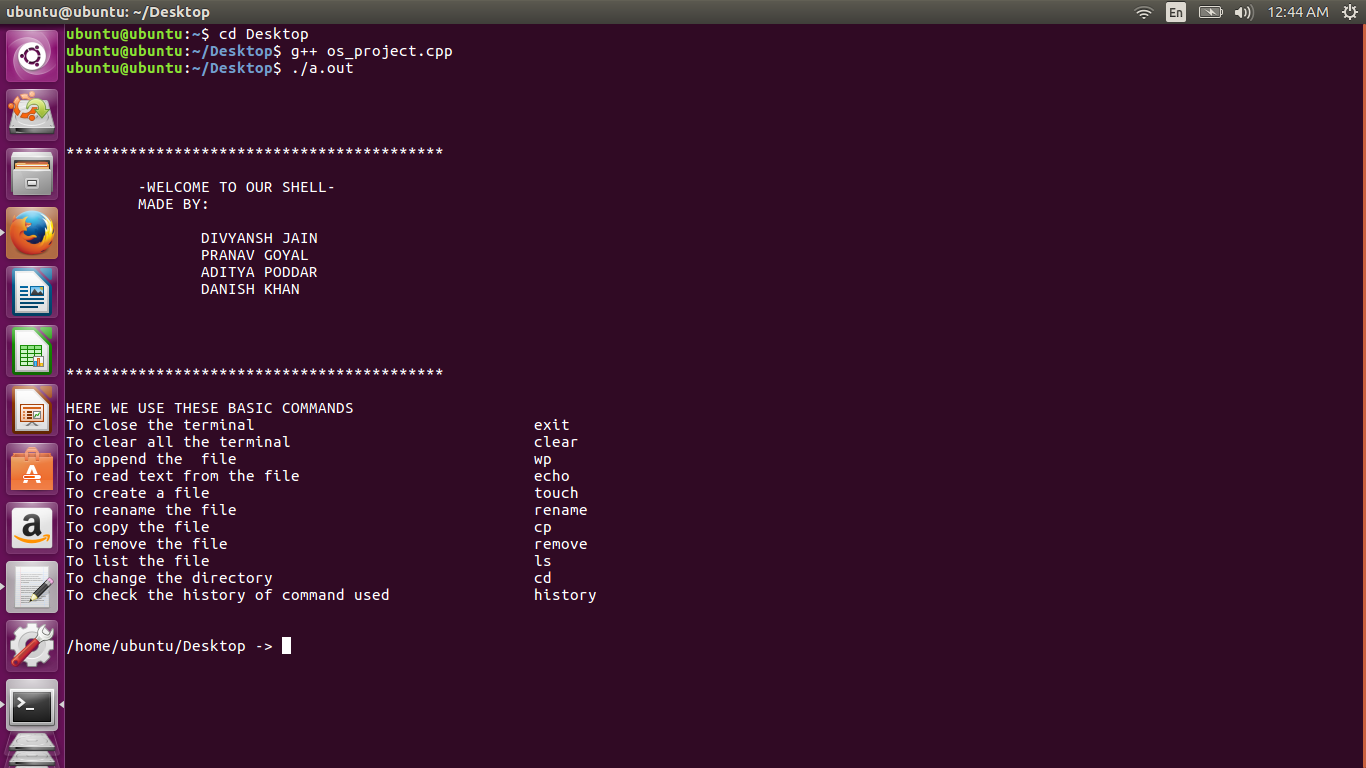 ubuntu@ubuntu: ~/Desktop
En
12:44 AM
ubuntu@ubuntu:~$ cd Desktop
ubuntu@ubuntu:~/Desktop$ g++ os_project.cpp
ubuntu@ubuntu:~/Desktop$ ./a.out
******************************************
-WELCOME TO OUR SHELL-
MADE BY:
DIVYANSH JAIN
PRANAV GOYAL
ADITYA PODDAR
DANISH KHAN
******************************************
HERE WE USE THESE BASIC COMMANDS
To close the terminal exit
To clear all the terminal clear
To append the  file wp
To read text from the file echo
To create a file touch
To reaname the file rename
To copy the file cp
To remove the file remove
To list the file ls
To change the directory cd
To check the history of command used history
/home/ubuntu/Desktop ->